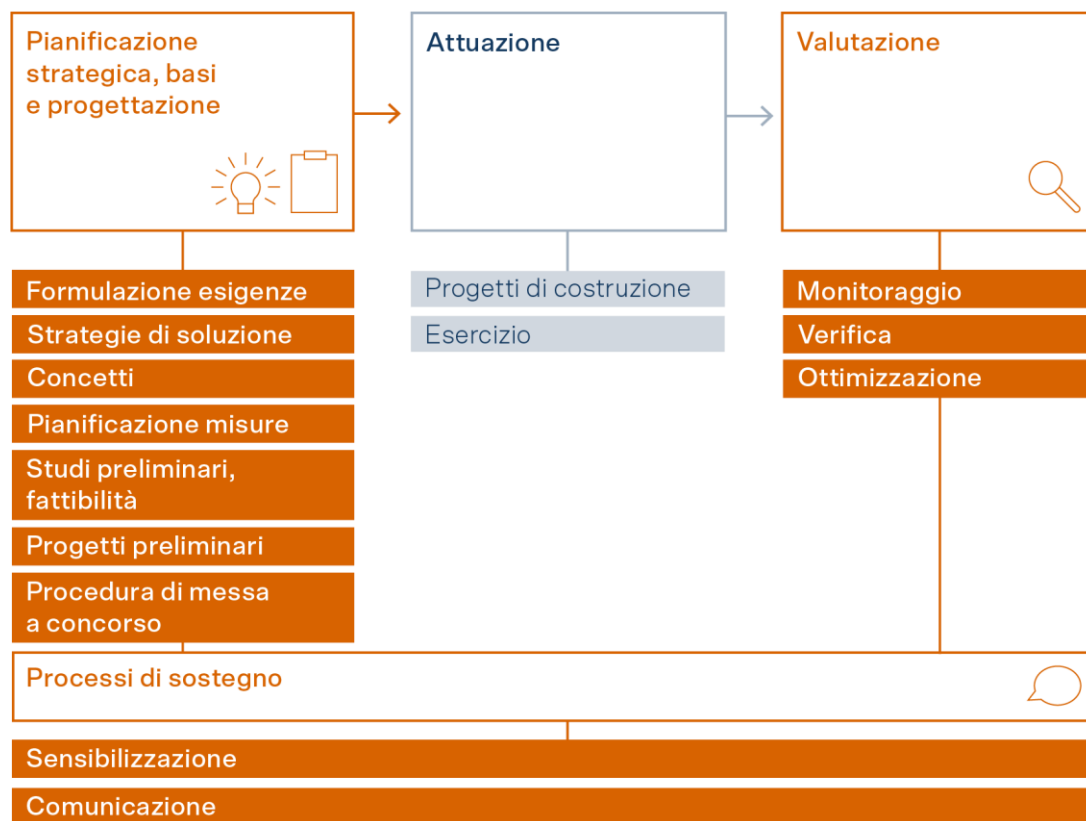 Pianificazione
strategica, basi
e progettazione
Formulazione esigenze
Strategie di soluzione
Concetti
Pianificazione misure
Studi preliminari,
fattibilità
Progetti preliminari
Procedura di messa
a concorso
Attuazione
Progetti di costruzione
Esercizio
Valutazione
Monitoraggio
Verifica
Ottimizzazione
Processi di sostegno
Sensibilizzazione
Comunicazione